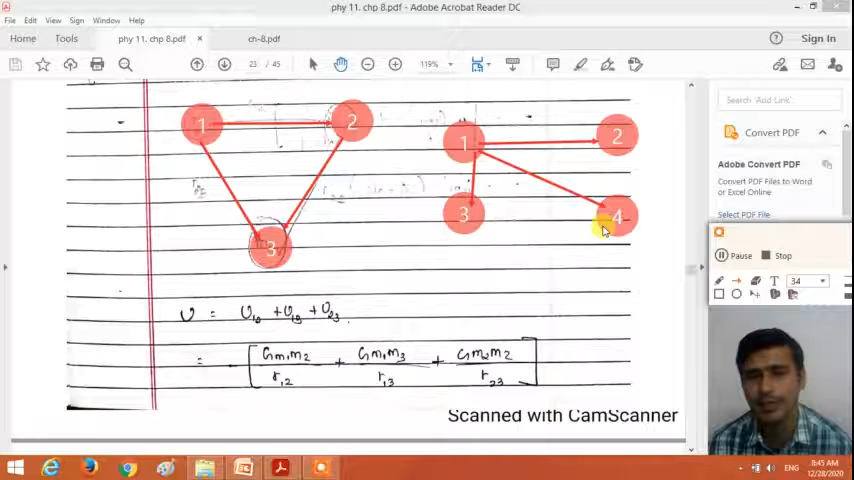 phy 11. chp 8.pdf - Adobe Acrobat Reader DC
File Edit View Sign Window Help
Home Tools phy 11. chp 8.pdf × ch-8.pdf Sign In
23 / 45 119%
Search 'Add Link'
Convert PDF
Adobe Convert PDF
Convert PDF Files to Word
or Excel Online
Select PDF File
1 2 3
1 2 3 4
Pause Stop
T 34
U = U12 + U13 + U23.
= - [ Gm1m2 / r12 + Gm1m3 / r13 + Gm2m2 / r23 ]
Scanned with CamScanner
ENG 8:45 AM
12/28/2020